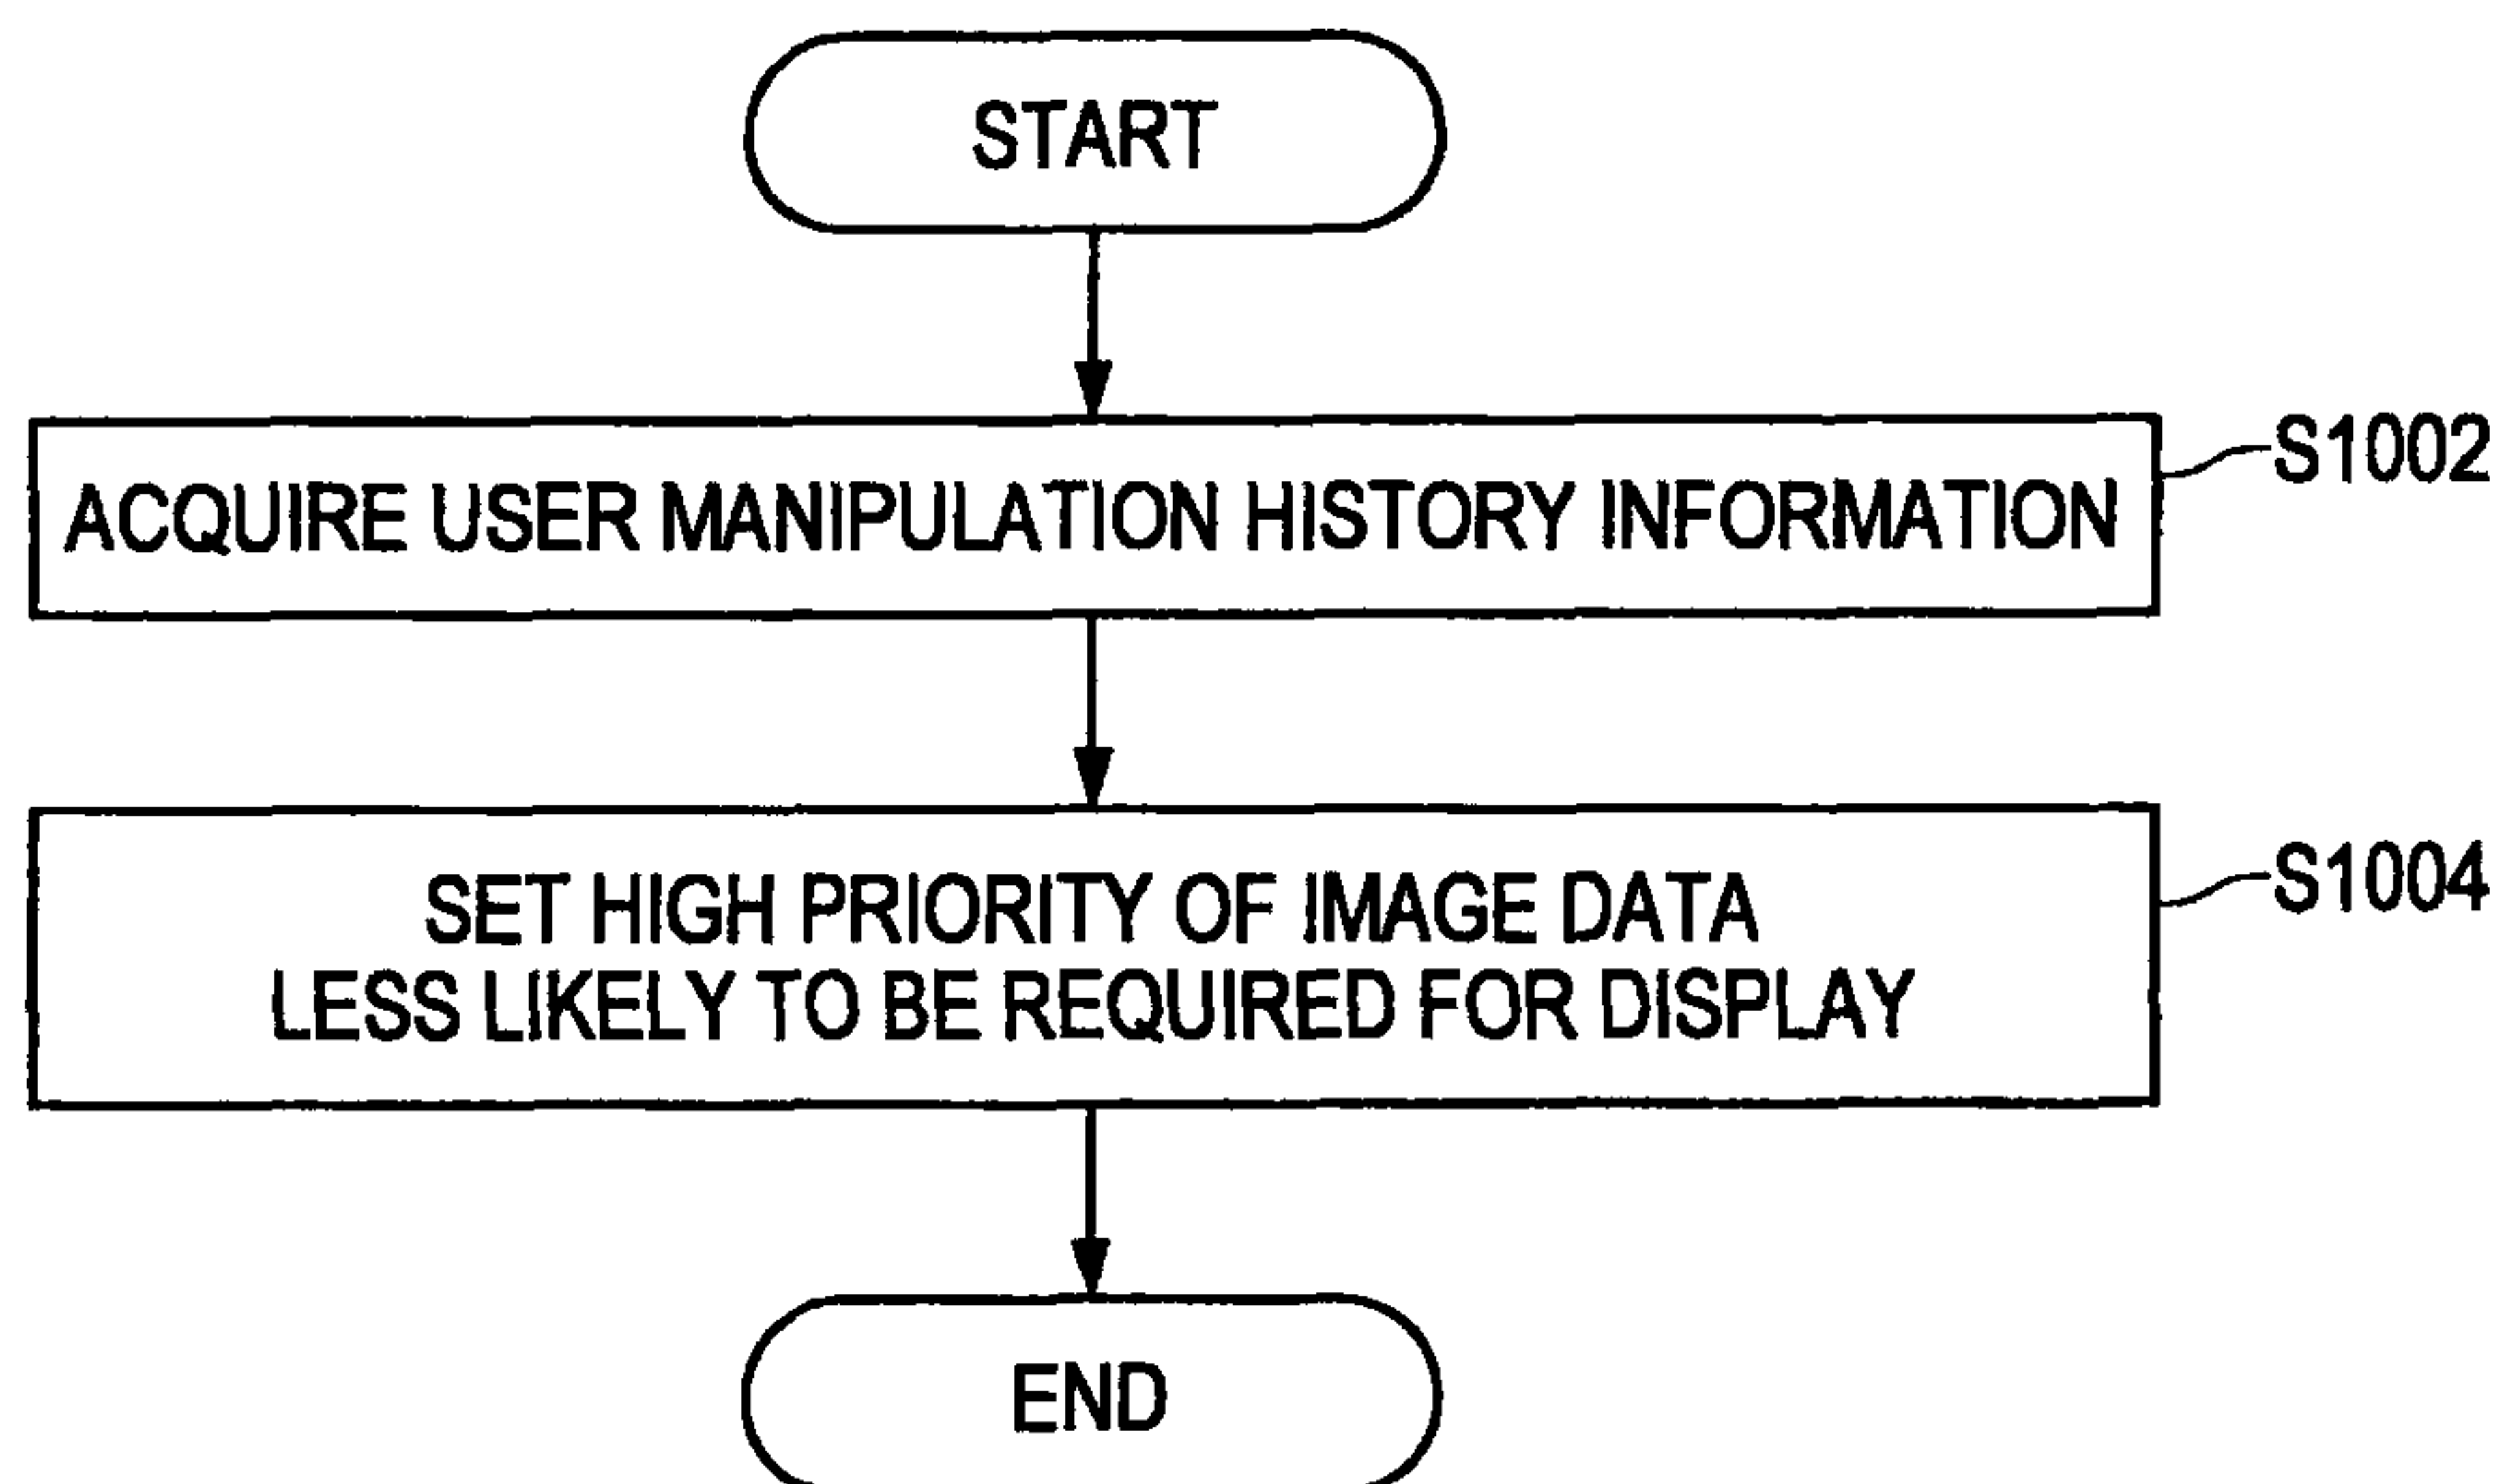 START
ACQUIRE USER MANIPULATION HISTORY INFORMATION
S1002
SET HIGH PRIORITY OF IMAGE DATA
LESS LIKELY TO BE REQUIRED FOR DISPLAY
S1004
END